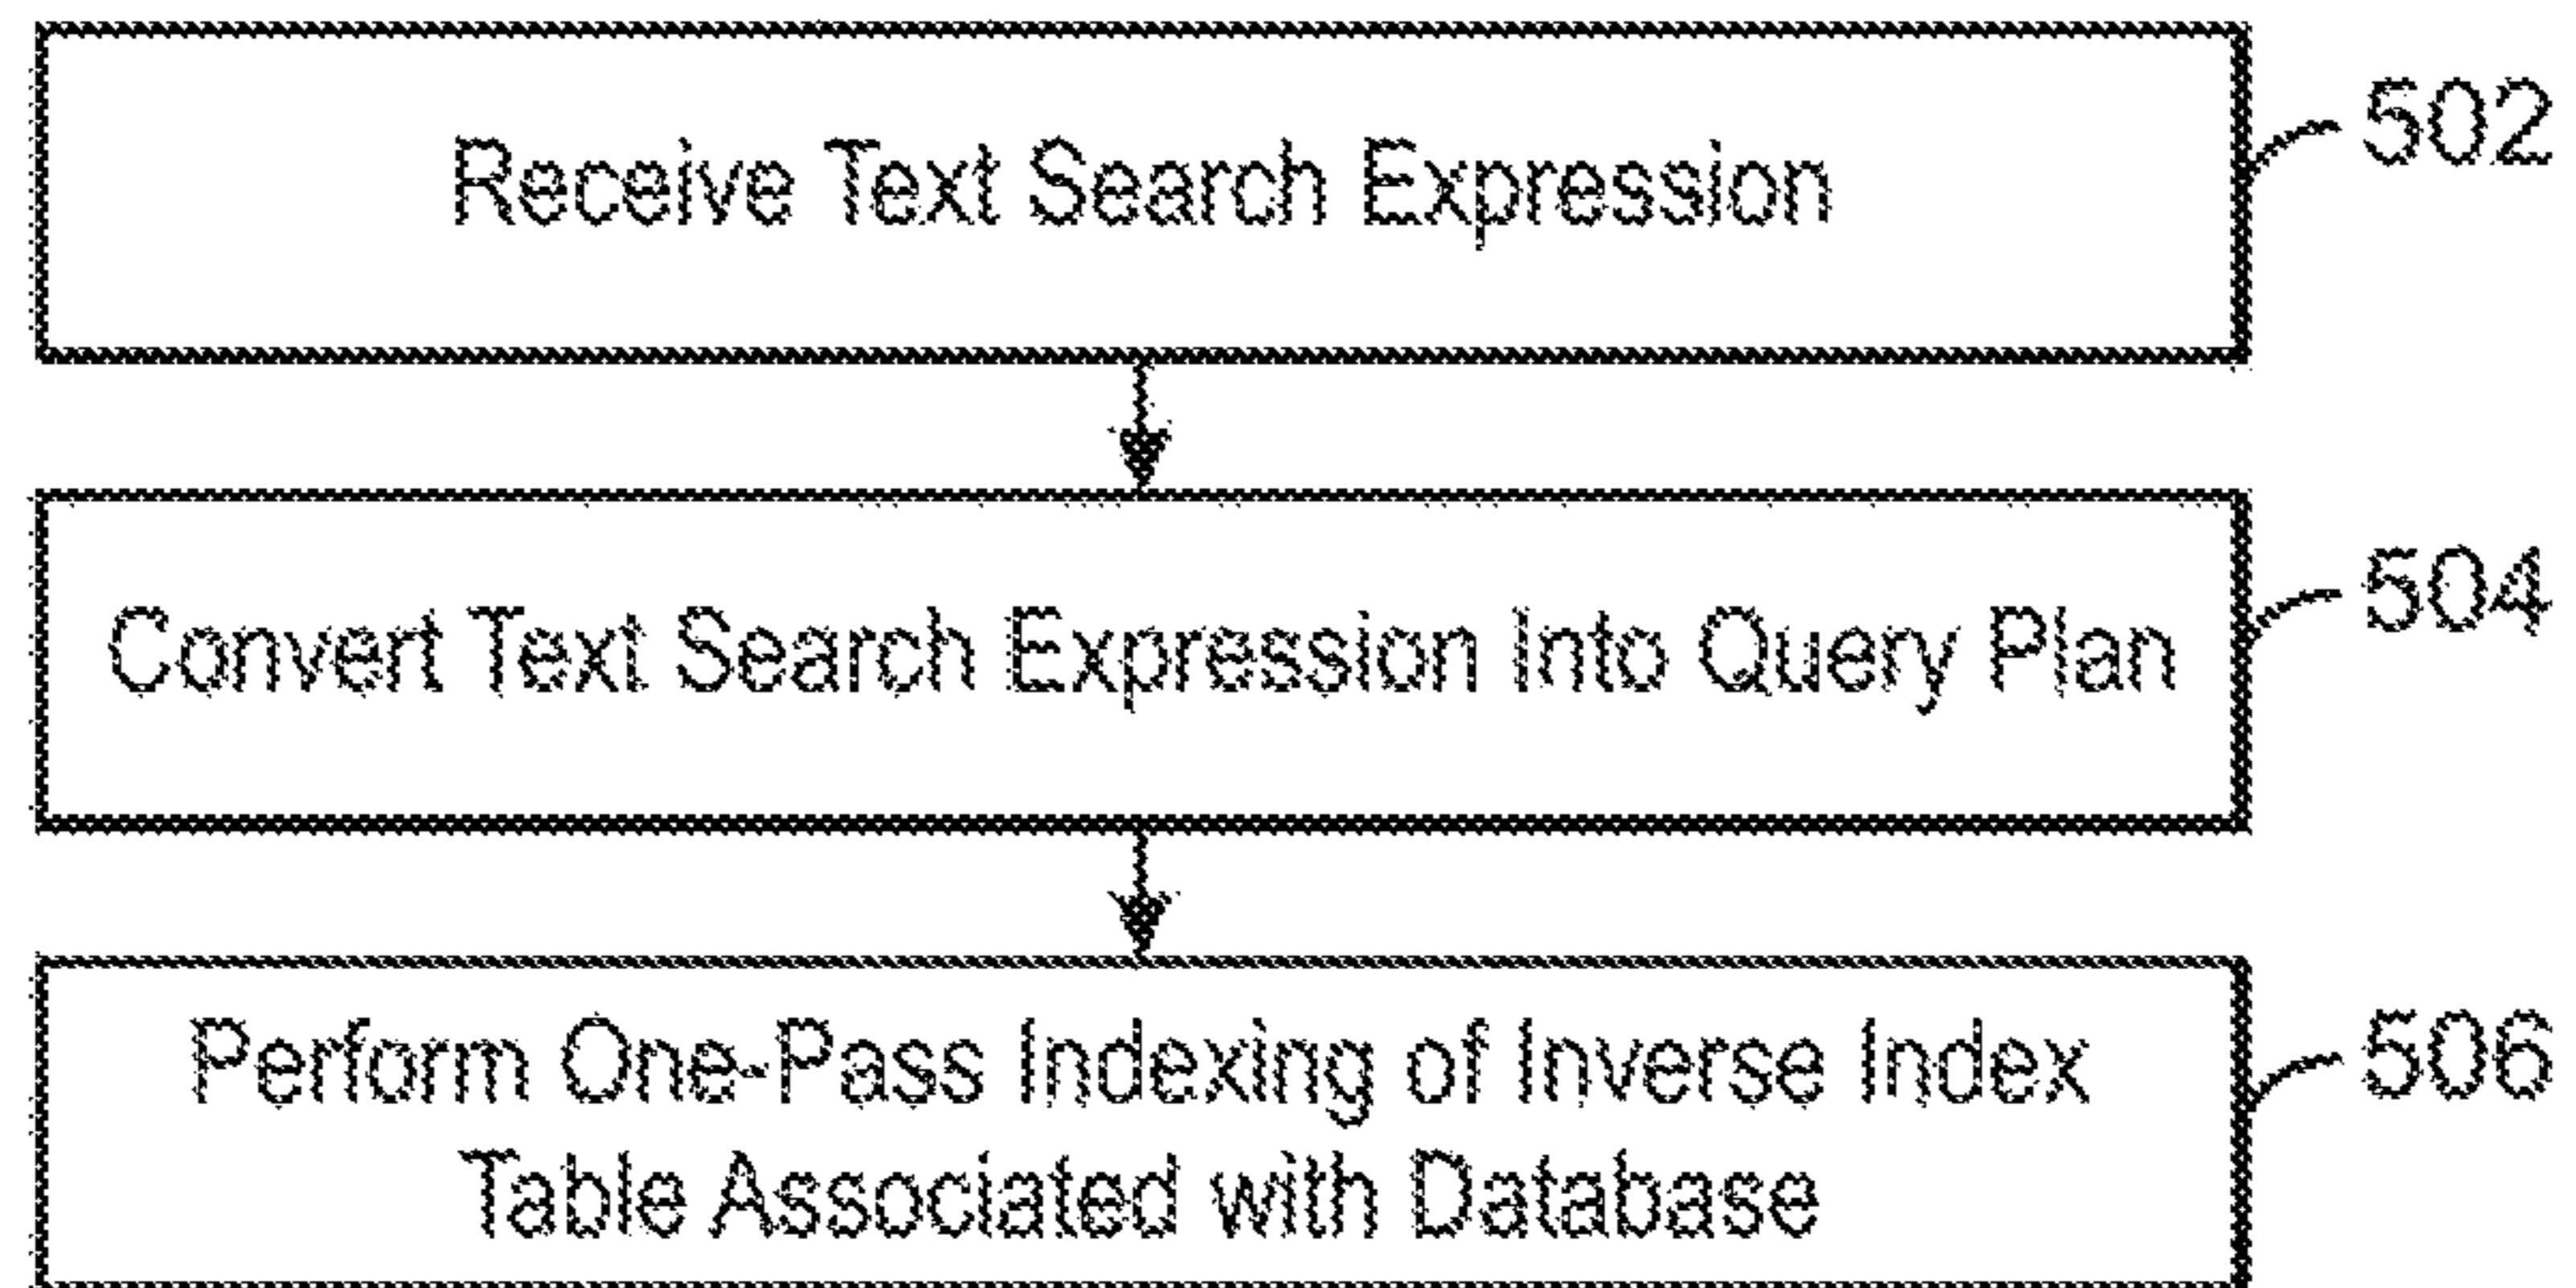 Receive Text Search Expression
502
Convert Text Search Expression Into Query Plan
504
Perform One-Pass Indexing of Inverse Index
Table Associated with Database
506